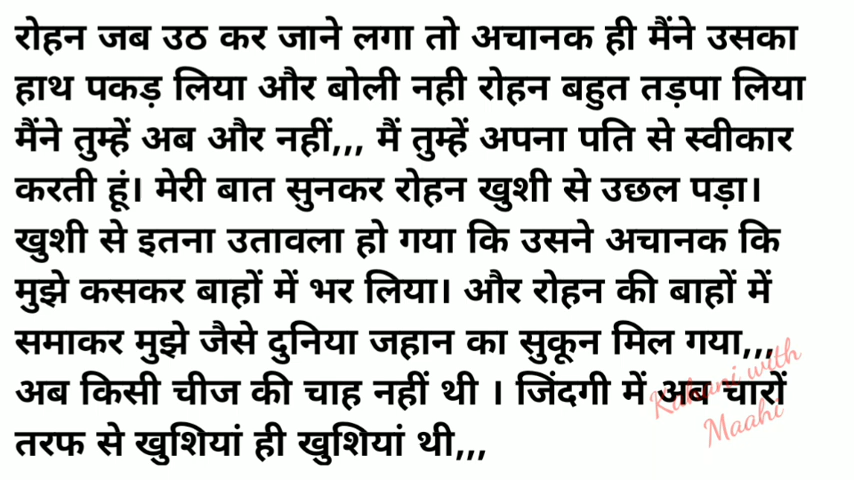 रोहन जब उठ कर जाने लगा तो अचानक ही मैंने उसका
हाथ पकड़ लिया और बोली नही रोहन बहुत तड़पा लिया
मैंने तुम्हें अब और नहीं,,, मैं तुम्हें अपना पति से स्वीकार
करती हूं। मेरी बात सुनकर रोहन खुशी से उछल पड़ा।
खुशी से इतना उतावला हो गया कि उसने अचानक कि
मुझे कसकर बाहों में भर लिया। और रोहन की बाहों में
समाकर मुझे जैसे दुनिया जहान का सुकून मिल गया,,,
अब किसी चीज की चाह नहीं थी । जिंदगी में अब चारों
तरफ से खुशियां ही खुशियां थी,,,
Kahani with
Maahi